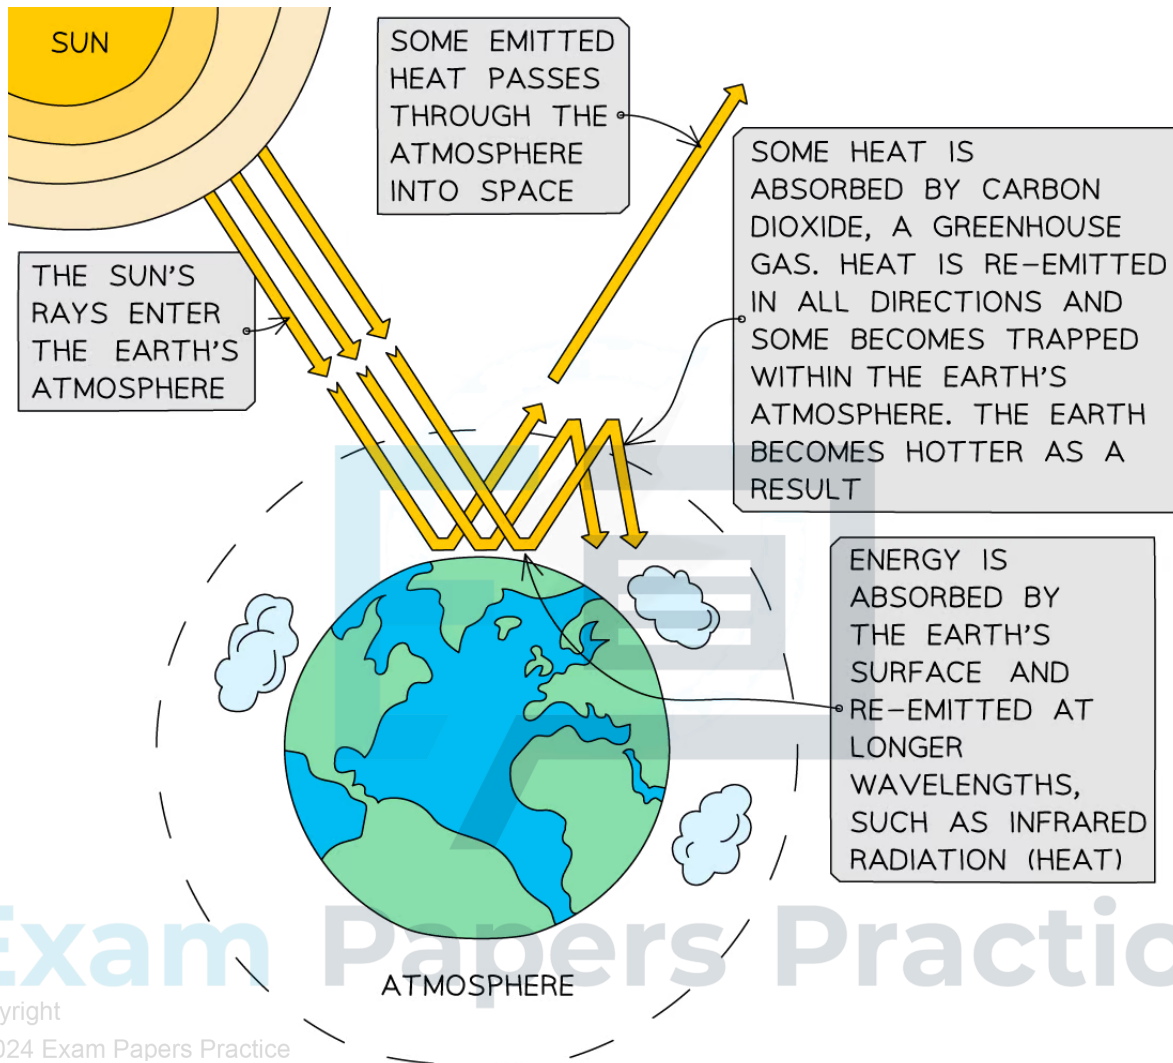 SUN
SOME EMITTED
HEAT PASSES
THROUGH THE
ATMOSPHERE
INTO SPACE
SOME HEAT IS
ABSORBED BY CARBON
DIOXIDE, A GREENHOUSE
GAS. HEAT IS RE-EMITTED
IN ALL DIRECTIONS AND
SOME BECOMES TRAPPED
WITHIN THE EARTH'S
ATMOSPHERE. THE EARTH
BECOMES HOTTER AS A
RESULT
THE SUN'S
RAYS ENTER
THE EARTH'S
ATMOSPHERE
ENERGY IS
ABSORBED BY
THE EARTH'S
SURFACE AND
RE-EMITTED AT
LONGER
WAVELENGTHS,
SUCH AS INFRARED
RADIATION (HEAT)
Exam Papers Practic
ATMOSPHERE
yright
024 Exam Papers Practice